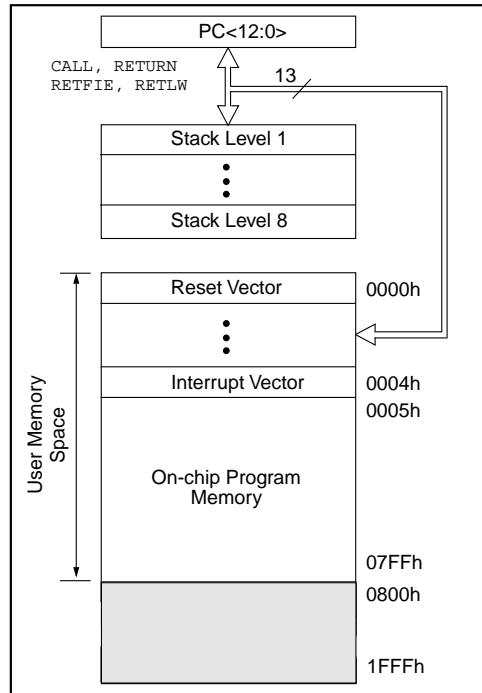 PC<12:0>
CALL, RETURN
RETFIE, RETLW
13
Stack Level 1
Stack Level 8
Reset Vector
0000h
Interrupt Vector
0004h
0005h
User Memory
Space
On-chip Program
Memory
07FFh
0800h
1FFFh